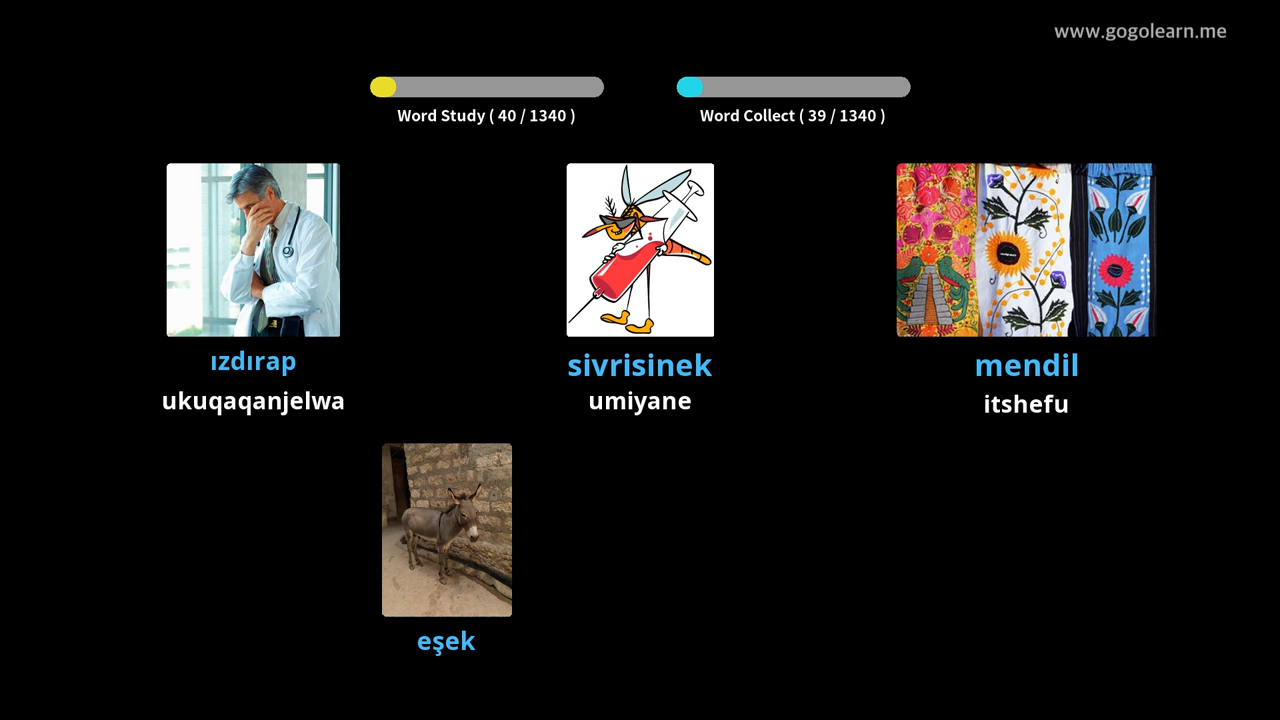 www.gogolearn.me
Word Study ( 40 / 1340 )
Word Collect ( 39 / 1340 )
ızdırap
ukuqaqanjelwa
sivrisinek
umiyane
mendil
itshefu
eşek